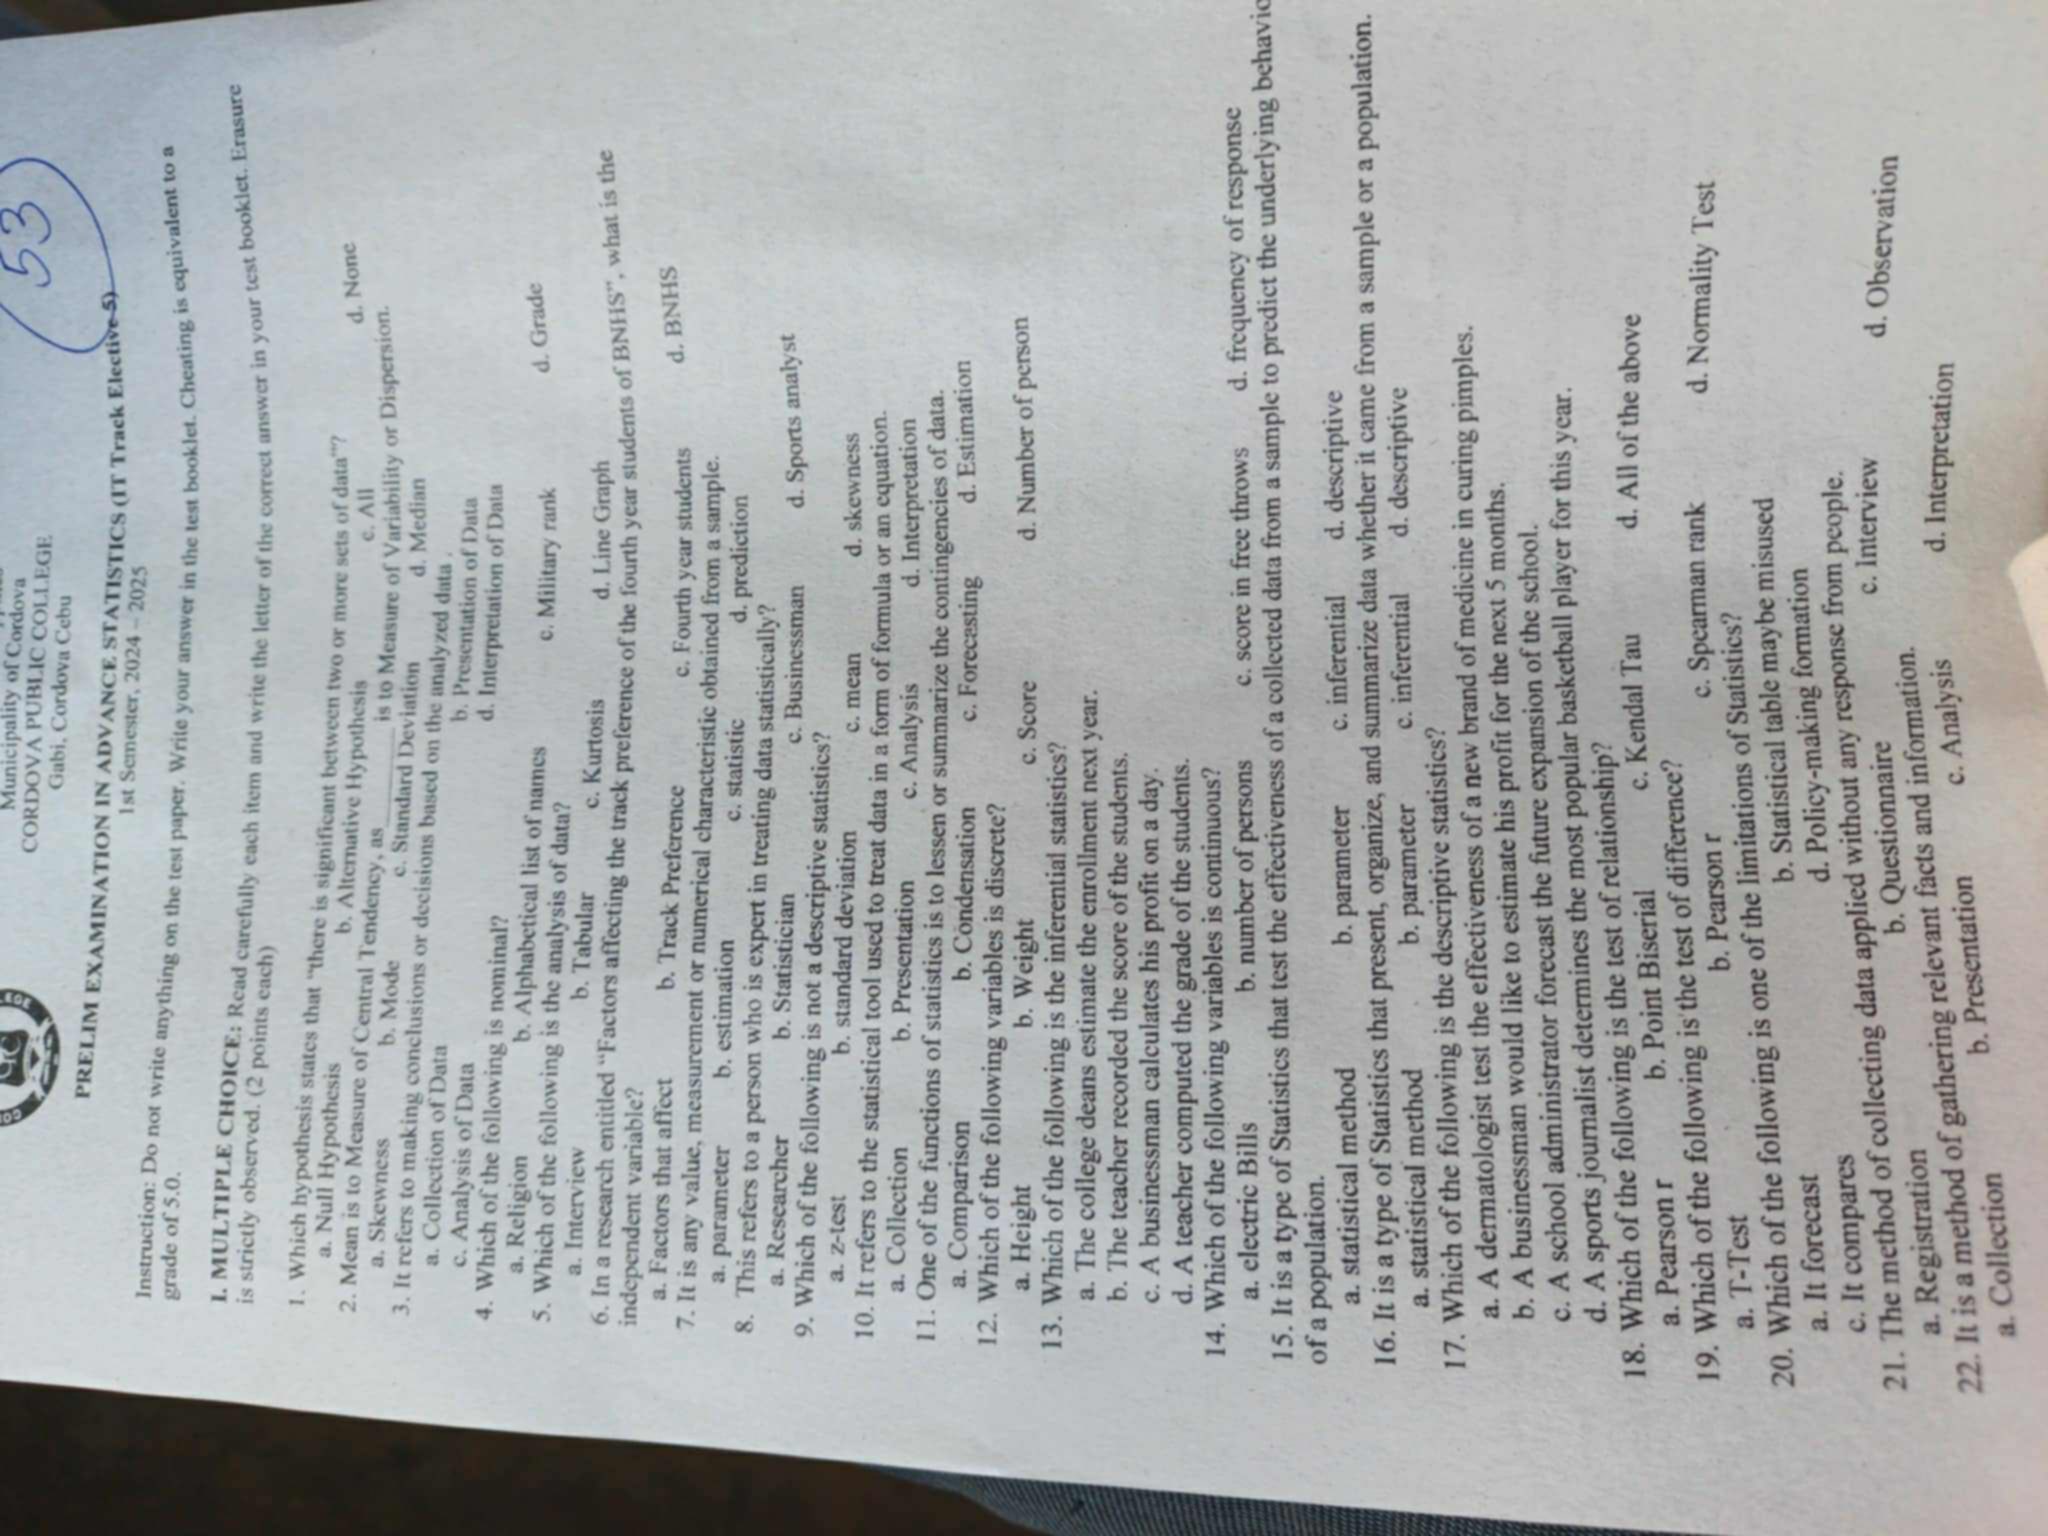 Municipality of Cordova
53
CORDOVA PUBLIC COLLEGE
Gabi, Cordova Cebu
PRELIM EXAMINATION IN ADVANCE STATISTICS (IT Track Elective 5)
1st Semester, 2024 – 2025
Instruction: Do not write anything on the test paper. Write your answer in the test booklet. Cheating is equivalent to a
grade of 5.0.
I. MULTIPLE CHOICE: Read carefully each item and write the letter of the correct answer in your test booklet. Erasure
is strictly observed. (2 points each)
1. Which hypothesis states that “there is significant between two or more sets of data”?
a. Null Hypothesis b. Alternative Hypothesis c. All d. None
2. Mean is to Measure of Central Tendency, as ________ is to Measure of Variability or Dispersion.
a. Skewness b. Mode c. Standard Deviation d. Median
3. It refers to making conclusions or decisions based on the analyzed data .
a. Collection of Data b. Presentation of Data
c. Analysis of Data d. Interpretation of Data
4. Which of the following is nominal?
a. Religion b. Alphabetical list of names c. Military rank d. Grade
5. Which of the following is the analysis of data?
a. Interview b. Tabular c. Kurtosis d. Line Graph
6. In a research entitled “Factors affecting the track preference of the fourth year students of BNHS”, what is the
independent variable?
a. Factors that affect b. Track Preference c. Fourth year students d. BNHS
7. It is any value, measurement or numerical characteristic obtained from a sample.
a. parameter b. estimation c. statistic d. prediction
8. This refers to a person who is expert in treating data statistically?
a. Researcher b. Statistician c. Businessman d. Sports analyst
9. Which of the following is not a descriptive statistics?
a. z-test b. standard deviation c. mean d. skewness
10. It refers to the statistical tool used to treat data in a form of formula or an equation.
a. Collection b. Presentation c. Analysis d. Interpretation
11. One of the functions of statistics is to lessen or summarize the contingencies of data.
a. Comparison b. Condensation c. Forecasting d. Estimation
12. Which of the following variables is discrete?
a. Height b. Weight c. Score d. Number of person
13. Which of the following is the inferential statistics?
a. The college deans estimate the enrollment next year.
b. The teacher recorded the score of the students.
c. A businessman calculates his profit on a day.
d. A teacher computed the grade of the students.
14. Which of the following variables is continuous?
a. electric Bills b. number of persons c. score in free throws d. frequency of response
15. It is a type of Statistics that test the effectiveness of a collected data from a sample to predict the underlying behavio
of a population.
a. statistical method b. parameter c. inferential d. descriptive
16. It is a type of Statistics that present, organize, and summarize data whether it came from a sample or a population.
a. statistical method b. parameter c. inferential d. descriptive
17. Which of the following is the descriptive statistics?
a. A dermatologist test the effectiveness of a new brand of medicine in curing pimples.
b. A businessman would like to estimate his profit for the next 5 months.
c. A school administrator forecast the future expansion of the school.
d. A sports journalist determines the most popular basketball player for this year.
18. Which of the following is the test of relationship?
a. Pearson r b. Point Biserial c. Kendal Tau d. All of the above
19. Which of the following is the test of difference?
a. T-Test b. Pearson r c. Spearman rank d. Normality Test
20. Which of the following is one of the limitations of Statistics?
a. It forecast b. Statistical table maybe misused
c. It compares d. Policy-making formation
21. The method of collecting data applied without any response from people.
a. Registration b. Questionnaire c. Interview d. Observation
22. It is a method of gathering relevant facts and information.
a. Collection b. Presentation c. Analysis d. Interpretation